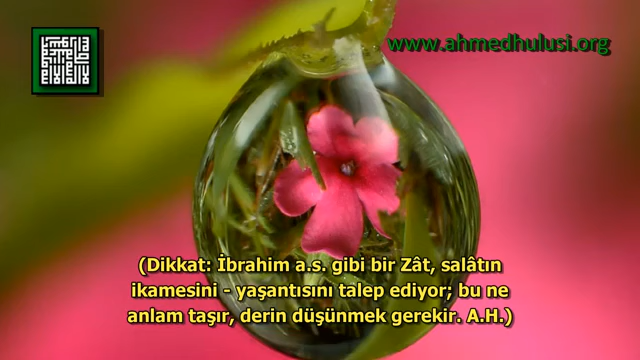 www.ahmedhulusi.org
(Dikkat: İbrahim a.s. gibi bir Zât, salâtın
ikamesini - yaşantısını talep ediyor; bu ne
anlam taşır, derin düşünmek gerekir. A.H.)